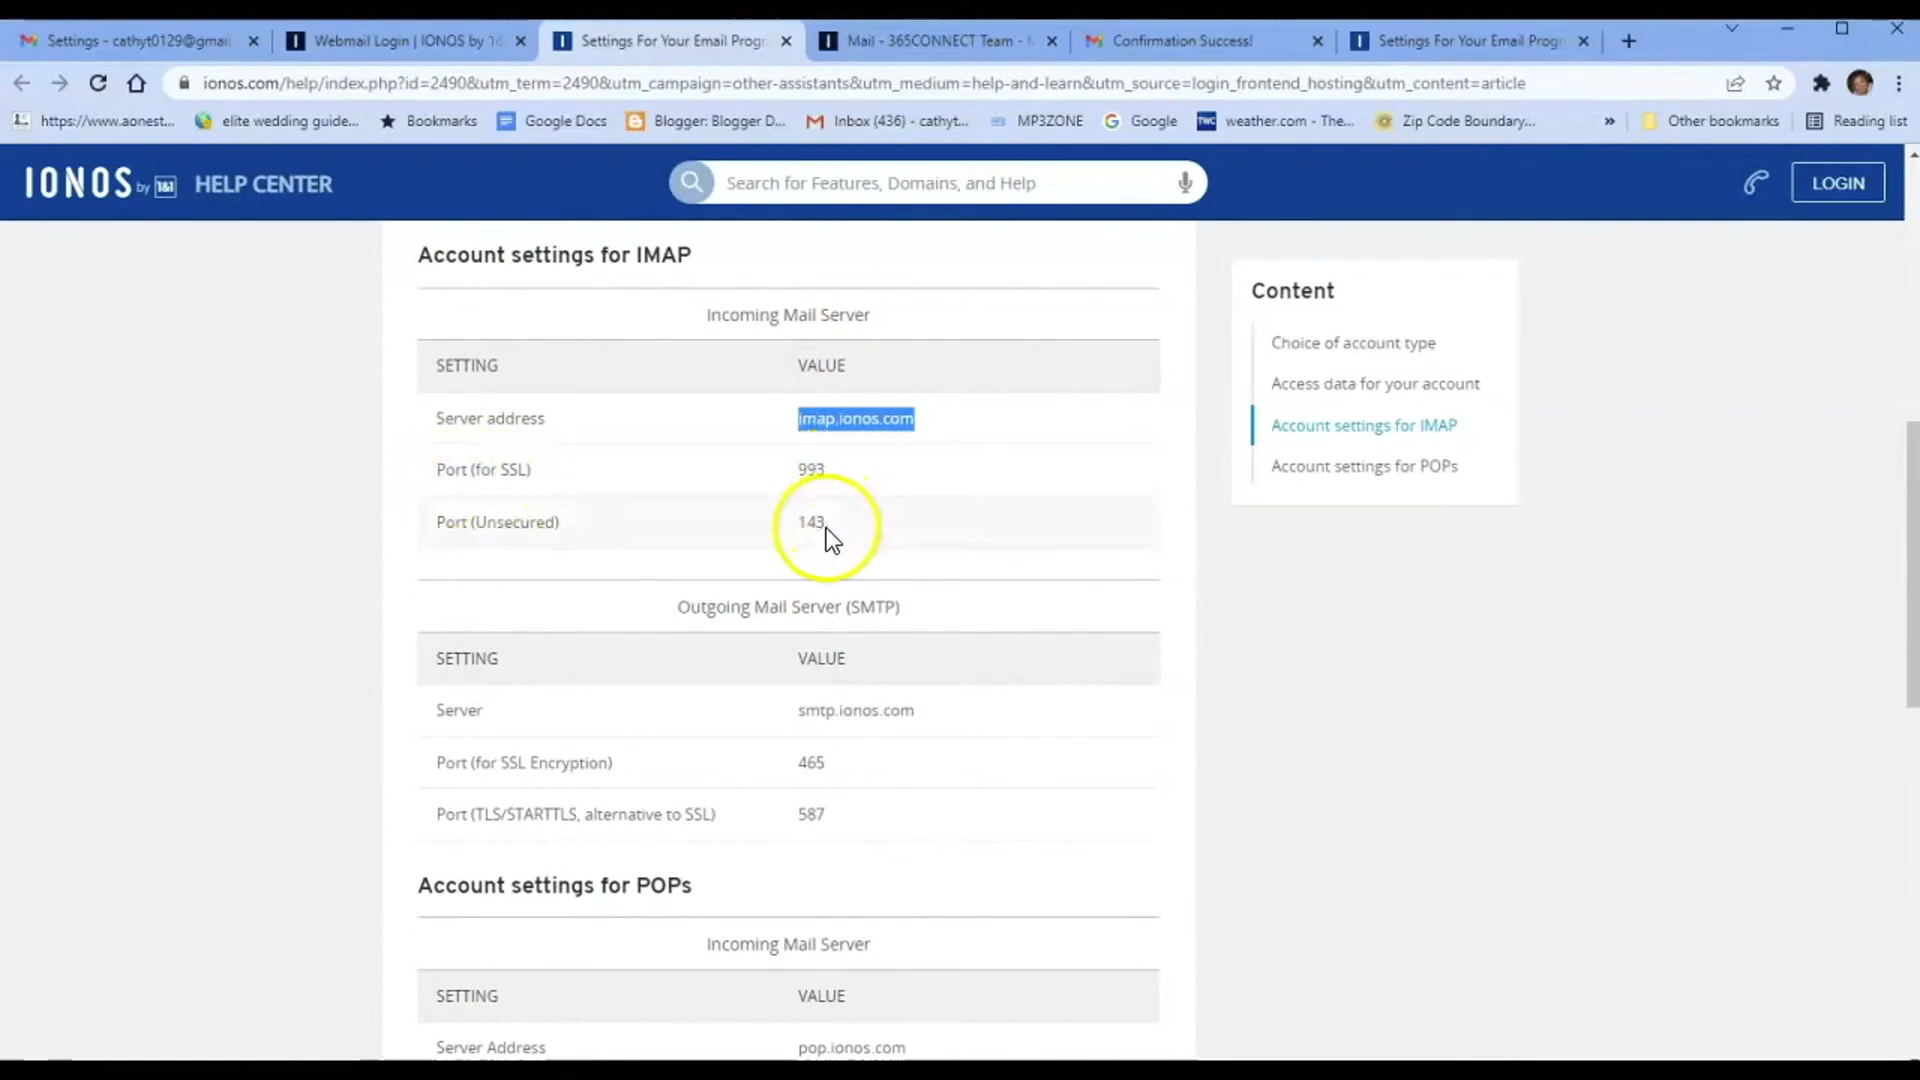 Settings - cathyt0129@gmai
Webmail Login | IONOS by 1&
Settings For Your Email Progr
Mail - 365CONNECT Team -
Confirmation Success!
Settings For Your Email Progr
ionos.com/help/index.php?id=2490&utm_term=2490&utm_campaign=other-assistants&utm_medium=help-and-learn&utm_source=login_frontend_hosting&utm_content=article
https://www.aonest...
elite wedding guide...
Bookmarks
Google Docs
Blogger: Blogger D...
Inbox (436) - cathyt...
MP3ZONE
Google
TWC
weather.com - The...
Zip Code Boundary...
»
Other bookmarks
Reading list
IONOS by 1&1 HELP CENTER
Search for Features, Domains, and Help
LOGIN
Account settings for IMAP
Incoming Mail Server
SETTING VALUE
Server address imap.ionos.com
Port (for SSL) 993
Port (Unsecured) 143
Outgoing Mail Server (SMTP)
SETTING VALUE
Server smtp.ionos.com
Port (for SSL Encryption) 465
Port (TLS/STARTTLS, alternative to SSL) 587
Account settings for POPs
Incoming Mail Server
SETTING VALUE
Server Address pop.ionos.com
Content
Choice of account type
Access data for your account
Account settings for IMAP
Account settings for POPs